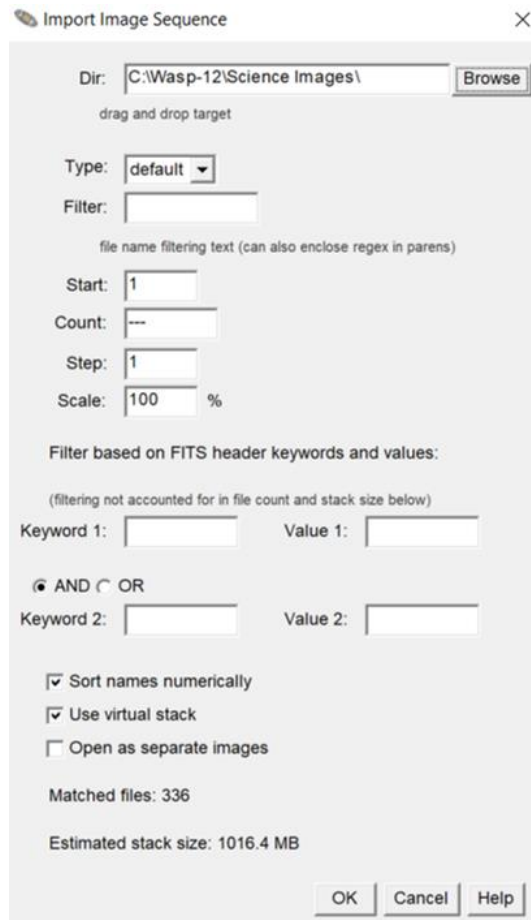 Import Image Sequence
Dir: C:\Wasp-12\Science Images\ Browse
drag and drop target
Type: default
Filter:
file name filtering text (can also enclose regex in parens)
Start: 1
Count: ---
Step: 1
Scale: 100 %
Filter based on FITS header keywords and values:
(filtering not accounted for in file count and stack size below)
Keyword 1: Value 1:
AND OR
Keyword 2: Value 2:
Sort names numerically
Use virtual stack
Open as separate images
Matched files: 336
Estimated stack size: 1016.4 MB
OK Cancel Help